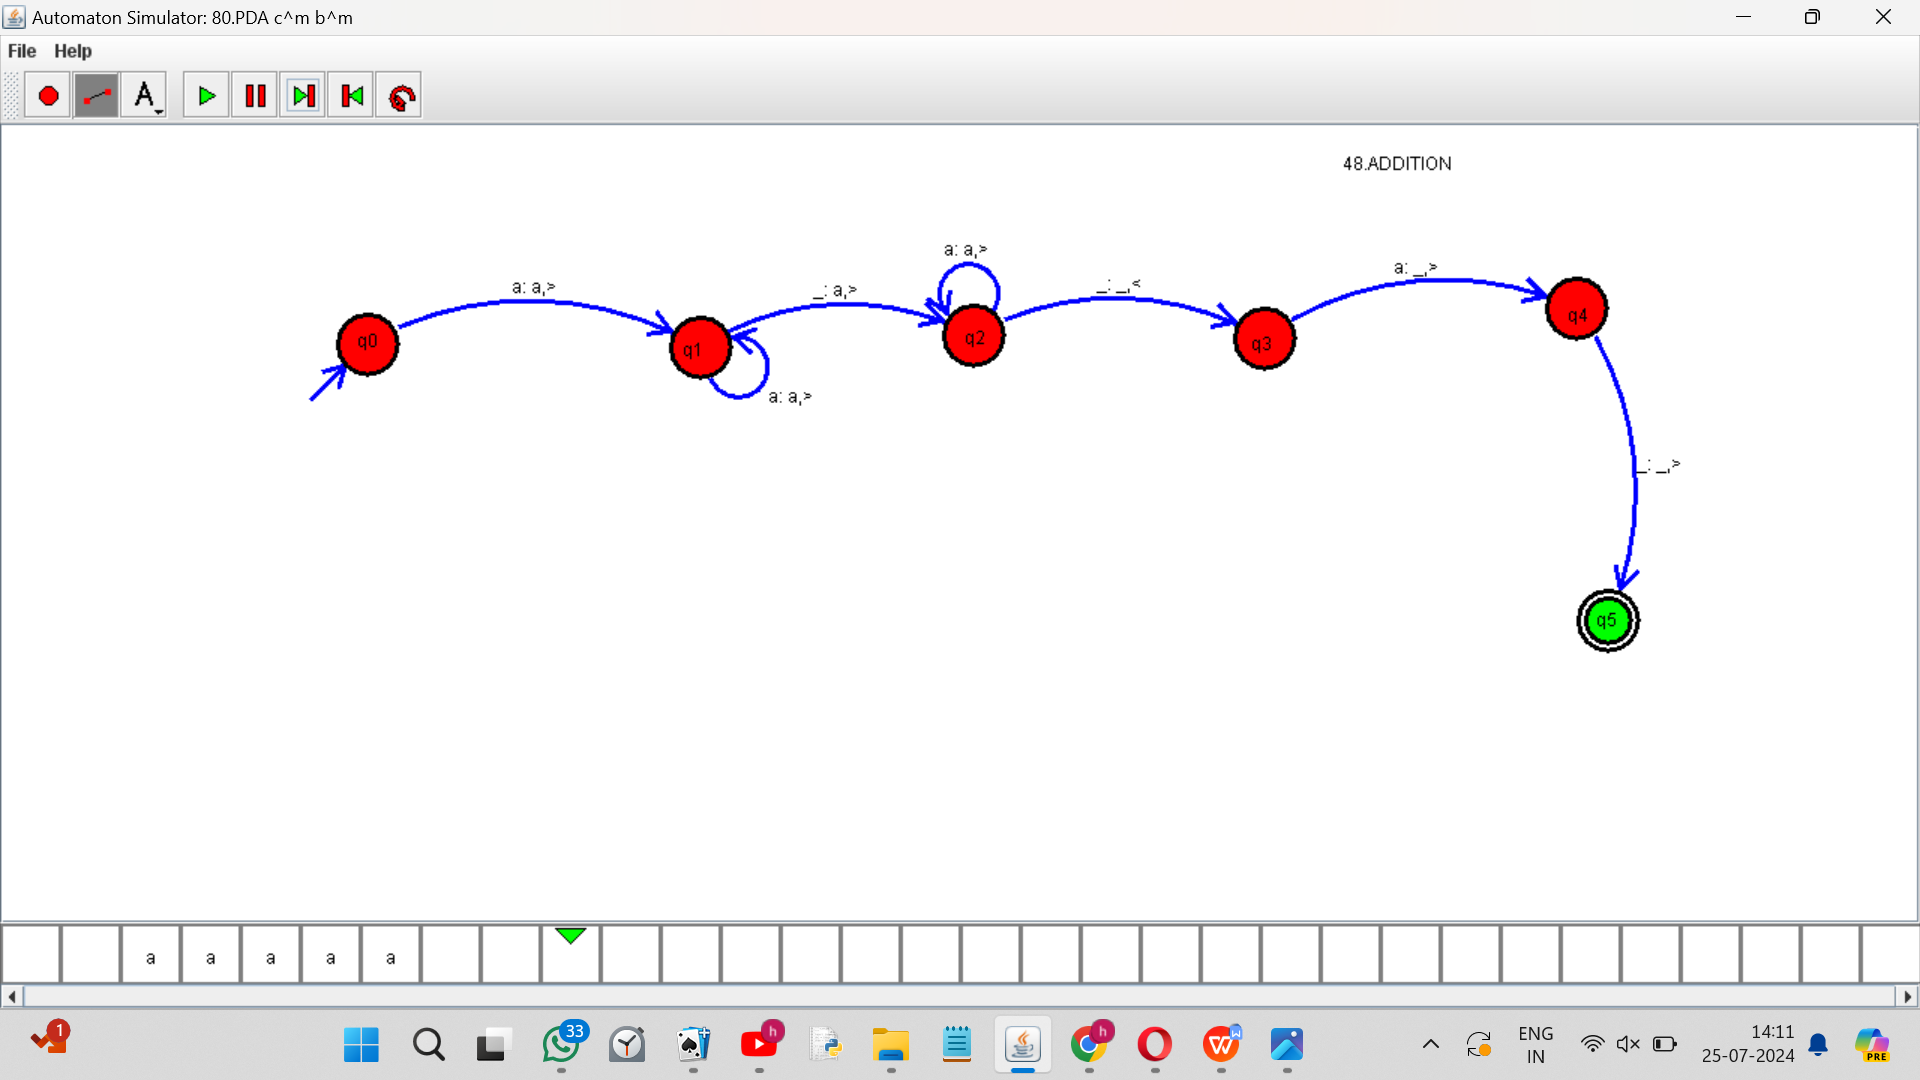 Automaton Simulator: 80.PDA c^m b^m
File Help
A
48.ADDITION
a: a,>
a: a,>
_: a,>
_: _,<
a: _,>
q0
q1
q2
q3
q4
a: a,>
_: _,>
q5
a a a a a
1
33
h
h
W
W
ENG
IN
14:11
25-07-2024
PRE